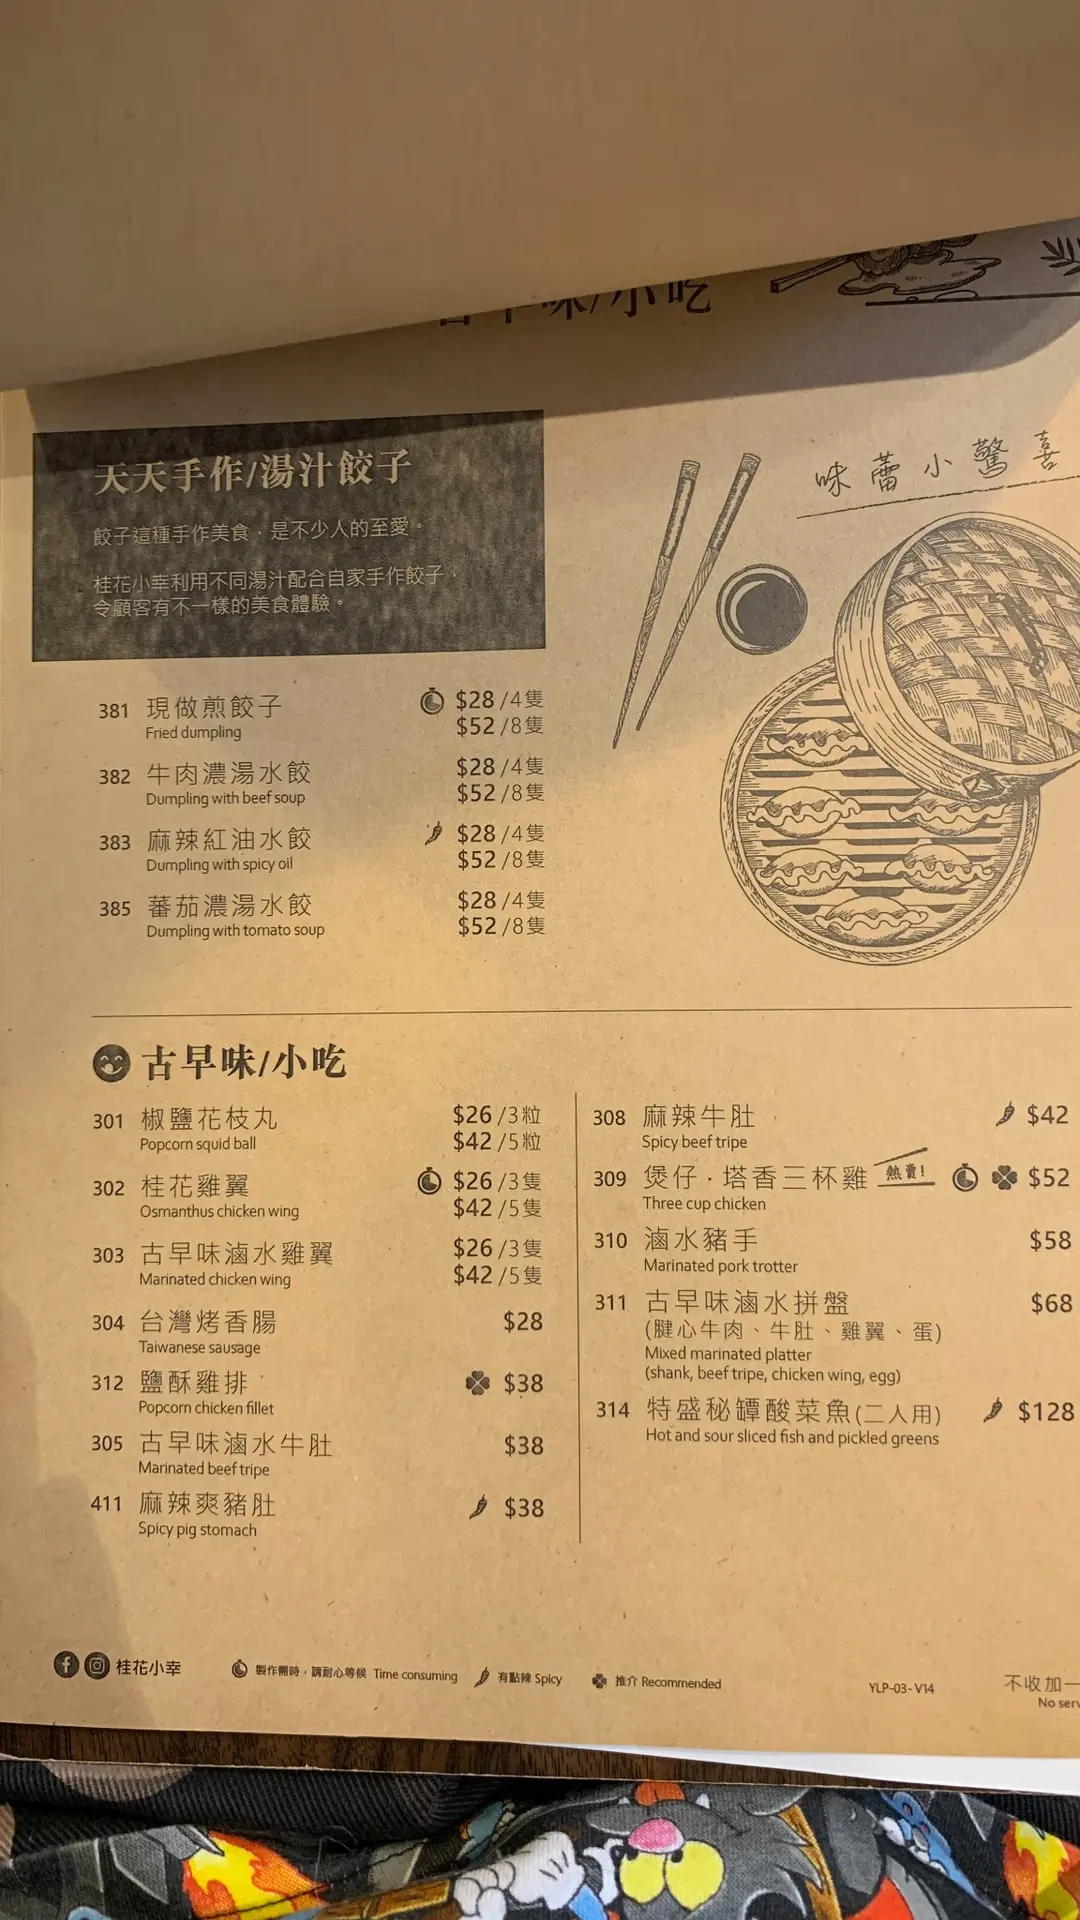 味/小吃
天天手作/湯汁餃子
餃子這種手作美食，是不少人的至愛。
桂花小幸利用不同湯汁配合自家手作餃子，
令顧客有不一樣的美食體驗。
味蕾小驚喜
381 現做煎餃子 $28 /4隻
Fried dumpling $52 /8隻
382 牛肉濃湯水餃 $28 /4隻
Dumpling with beef soup $52 /8隻
383 麻辣紅油水餃 $28 /4隻
Dumpling with spicy oil $52 /8隻
385 蕃茄濃湯水餃 $28 /4隻
Dumpling with tomato soup $52 /8隻
古早味/小吃
301 椒鹽花枝丸 $26 /3粒
Popcorn squid ball $42 /5粒
302 桂花雞翼 $26 /3隻
Osmanthus chicken wing $42 /5隻
303 古早味滷水雞翼 $26 /3隻
Marinated chicken wing $42 /5隻
304 台灣烤香腸 $28
Taiwanese sausage
312 鹽酥雞排 $38
Popcorn chicken fillet
305 古早味滷水牛肚 $38
Marinated beef tripe
411 麻辣爽豬肚 $38
Spicy pig stomach
308 麻辣牛肚 $42
Spicy beef tripe
309 煲仔·塔香三杯雞 熱賣! $52
Three cup chicken
310 滷水豬手 $58
Marinated pork trotter
311 古早味滷水拼盤 $68
(腱心牛肉、牛肚、雞翼、蛋)
Mixed marinated platter
(shank, beef tripe, chicken wing, egg)
314 特盛秘罈酸菜魚(二人用) $128
Hot and sour sliced fish and pickled greens
桂花小幸 製作需時，請耐心等候 Time consuming 有點辣 Spicy 推介 Recommended YLP-03- V14 不收加一
No serv